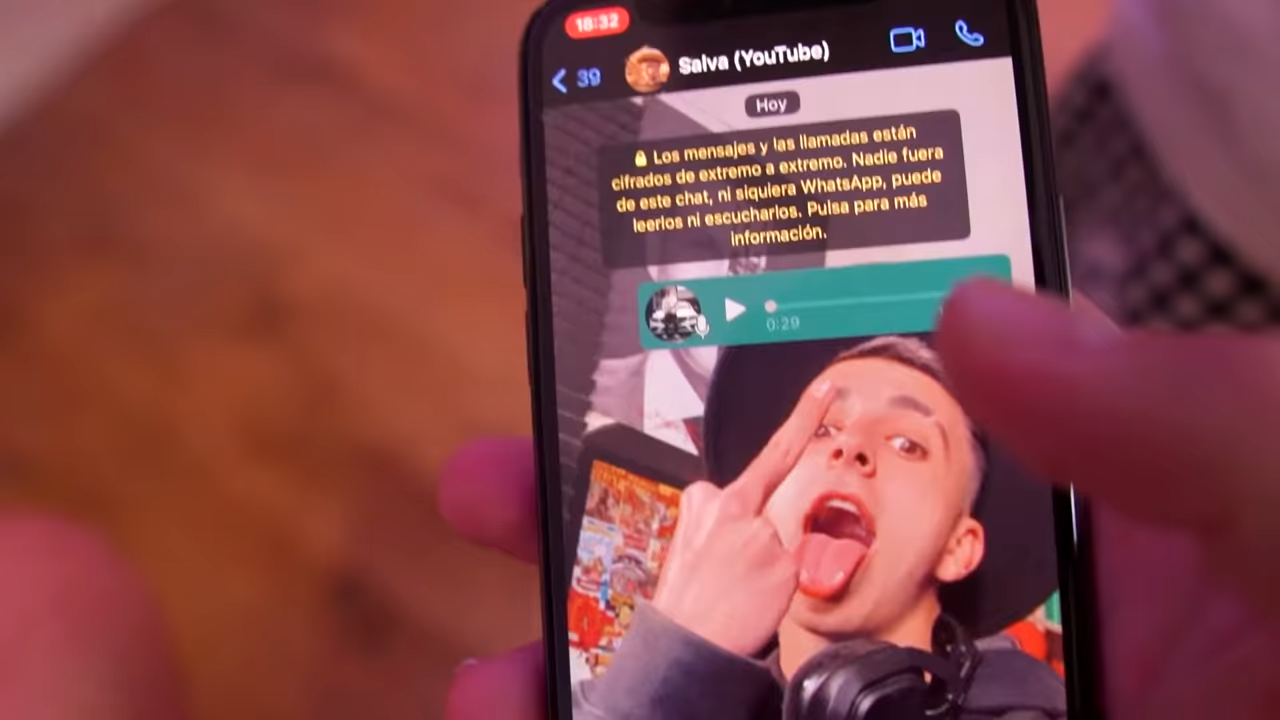 18:32
39
Salva (YouTube)
Hoy
Los mensajes y las llamadas están
cifrados de extremo a extremo. Nadie fuera
de este chat, ni siquiera WhatsApp, puede
leerlos ni escucharlos. Pulsa para más
información.
0:29